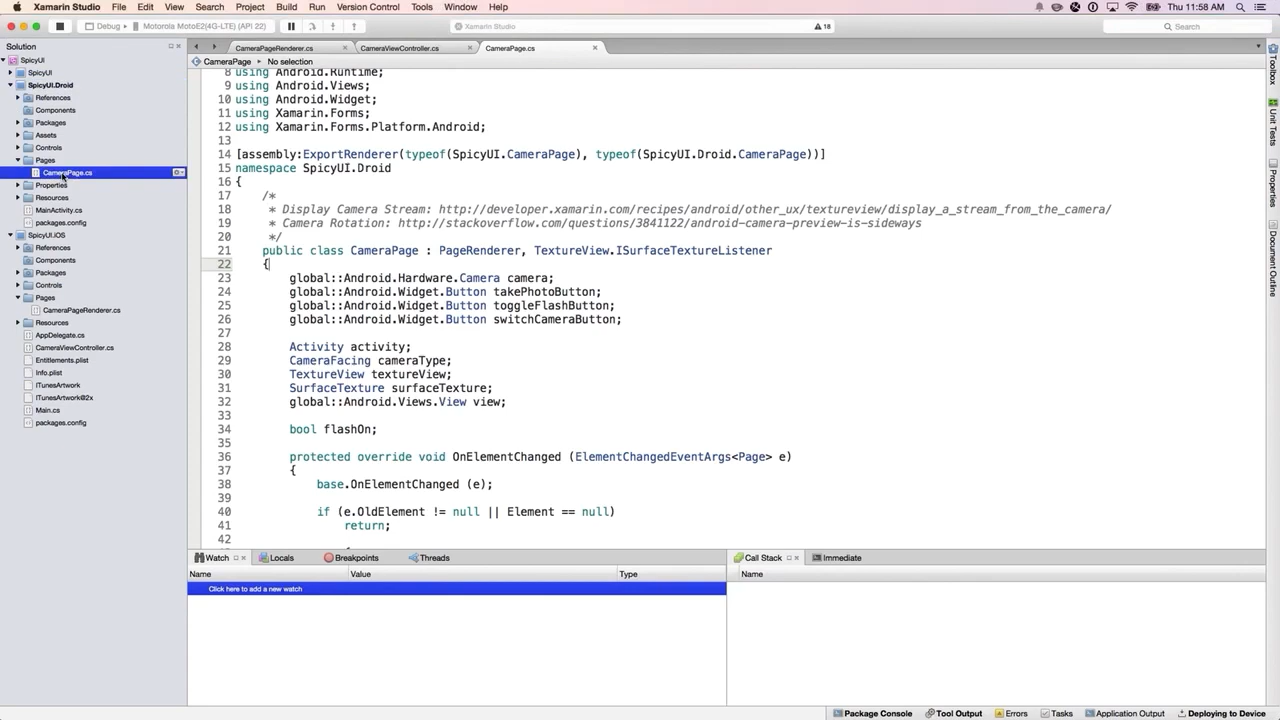 Xamarin Studio File Edit View Search Project Build Run Version Control Tools Window Help
Thu 11:58 AM
Debug Motorola MotoE2(4G-LTE) (API 22)
Xamarin Studio
18
Search
Solution
SpicyUI
SpicyUI
SpicyUI.Droid
References
Components
Packages
Assets
Controls
Pages
CameraPage.cs
Properties
Resources
MainActivity.cs
packages.config
SpicyUI.iOS
References
Components
Packages
Controls
Pages
CameraPageRenderer.cs
Resources
AppDelegate.cs
CameraViewController.cs
Entitlements.plist
Info.plist
ITunesArtwork
ITunesArtwork@2x
Main.cs
packages.config
CameraPageRenderer.cs CameraViewController.cs CameraPage.cs
CameraPage No selection
8 using Android.Runtime;
9 using Android.Views;
10 using Android.Widget;
11 using Xamarin.Forms;
12 using Xamarin.Forms.Platform.Android;
13
14 [assembly:ExportRenderer(typeof(SpicyUI.CameraPage), typeof(SpicyUI.Droid.CameraPage))]
15 namespace SpicyUI.Droid
16 {
17 /*
18 * Display Camera Stream: http://developer.xamarin.com/recipes/android/other_ux/textureview/display_a_stream_from_the_camera/
19 * Camera Rotation: http://stackoverflow.com/questions/3841122/android-camera-preview-is-sideways
20 */
21 public class CameraPage : PageRenderer, TextureView.ISurfaceTextureListener
22 {
23 global::Android.Hardware.Camera camera;
24 global::Android.Widget.Button takePhotoButton;
25 global::Android.Widget.Button toggleFlashButton;
26 global::Android.Widget.Button switchCameraButton;
27
28 Activity activity;
29 CameraFacing cameraType;
30 TextureView textureView;
31 SurfaceTexture surfaceTexture;
32 global::Android.Views.View view;
33
34 bool flashOn;
35
36 protected override void OnElementChanged (ElementChangedEventArgs<Page> e)
37 {
38 base.OnElementChanged (e);
39
40 if (e.OldElement != null || Element == null)
41 return;
42
Toolbox
Unit Tests
Properties
Document Outline
Watch Locals Breakpoints Threads
Name Value Type
Click here to add a new watch
Call Stack Immediate
Name
Package Console Tool Output Errors Tasks Application Output Deploying to Device